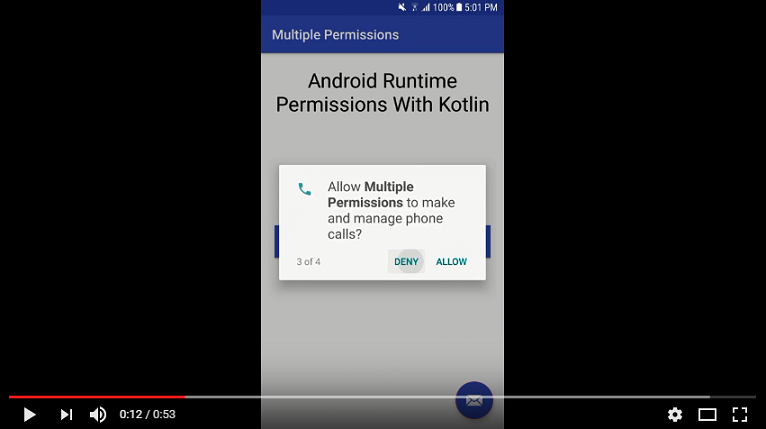 100% 5:01 PM
Multiple Permissions
Android Runtime
Permissions With Kotlin
Allow Multiple
Permissions to make
and manage phone
calls?
3 of 4 DENY ALLOW
0:12 / 0:53